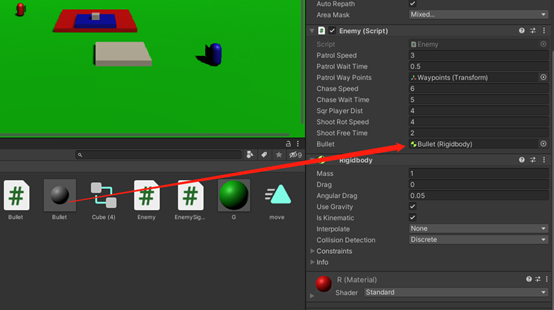 Auto Repath
Area Mask Mixed...
Enemy (Script)
Script Enemy
Patrol Speed 3
Patrol Wait Time 0.5
Patrol Way Points Waypoints (Transform)
Chase Speed 6
Chase Wait Time 5
Sqr Player Dist 4
Shoot Rot Speed 4
Shoot Free Time 2
Bullet Bullet (Rigidbody)
Rigidbody
Mass 1
Drag 0
Angular Drag 0.05
Use Gravity
Is Kinematic
Interpolate None
Collision Detection Discrete
Constraints
Info
R (Material)
Shader Standard
9
Bullet Bullet Cube (4) Enemy EnemySig... G move